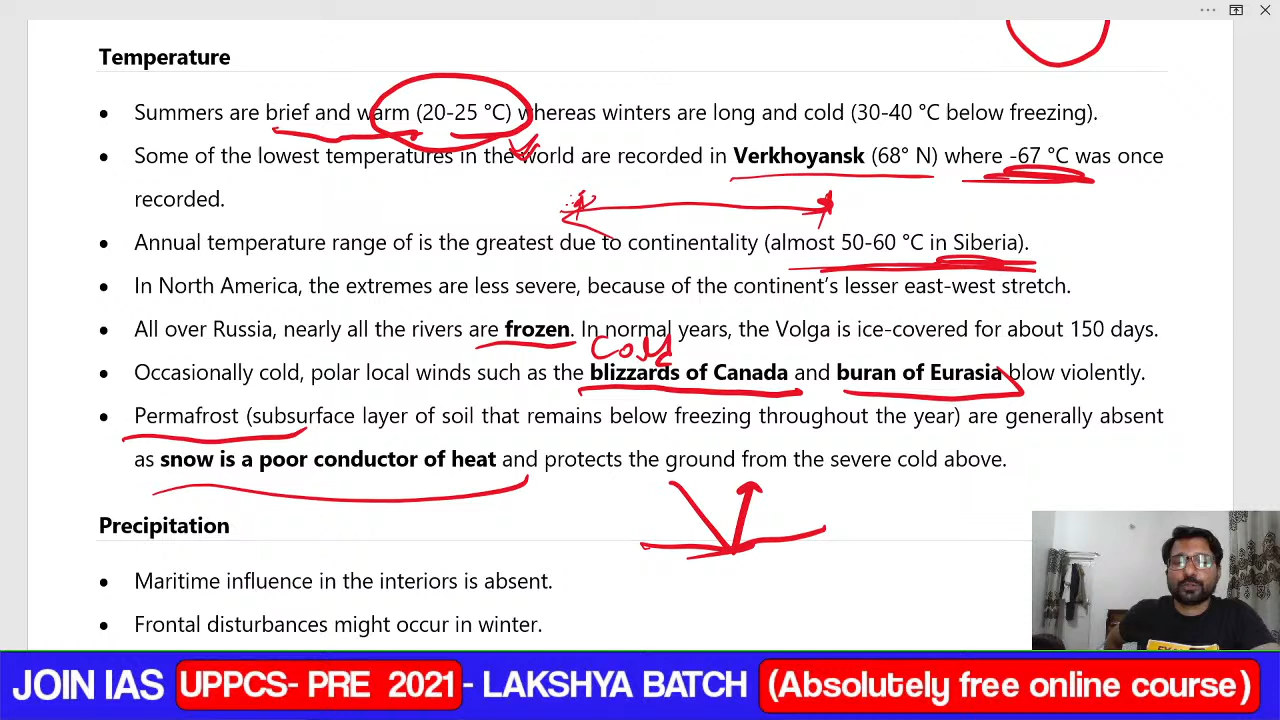 Temperature
• Summers are brief and warm (20-25 °C) whereas winters are long and cold (30-40 °C below freezing).
• Some of the lowest temperatures in the world are recorded in Verkhoyansk (68° N) where -67 °C was once
recorded.
• Annual temperature range of is the greatest due to continentality (almost 50-60 °C in Siberia).
• In North America, the extremes are less severe, because of the continent's lesser east-west stretch.
• All over Russia, nearly all the rivers are frozen. In normal years, the Volga is ice-covered for about 150 days.
Cold
• Occasionally cold, polar local winds such as the blizzards of Canada and buran of Eurasia blow violently.
• Permafrost (subsurface layer of soil that remains below freezing throughout the year) are generally absent
as snow is a poor conductor of heat and protects the ground from the severe cold above.
Precipitation
• Maritime influence in the interiors is absent.
• Frontal disturbances might occur in winter.
JOIN IAS UPPCS- PRE 2021 - LAKSHYA BATCH (Absolutely free online course)